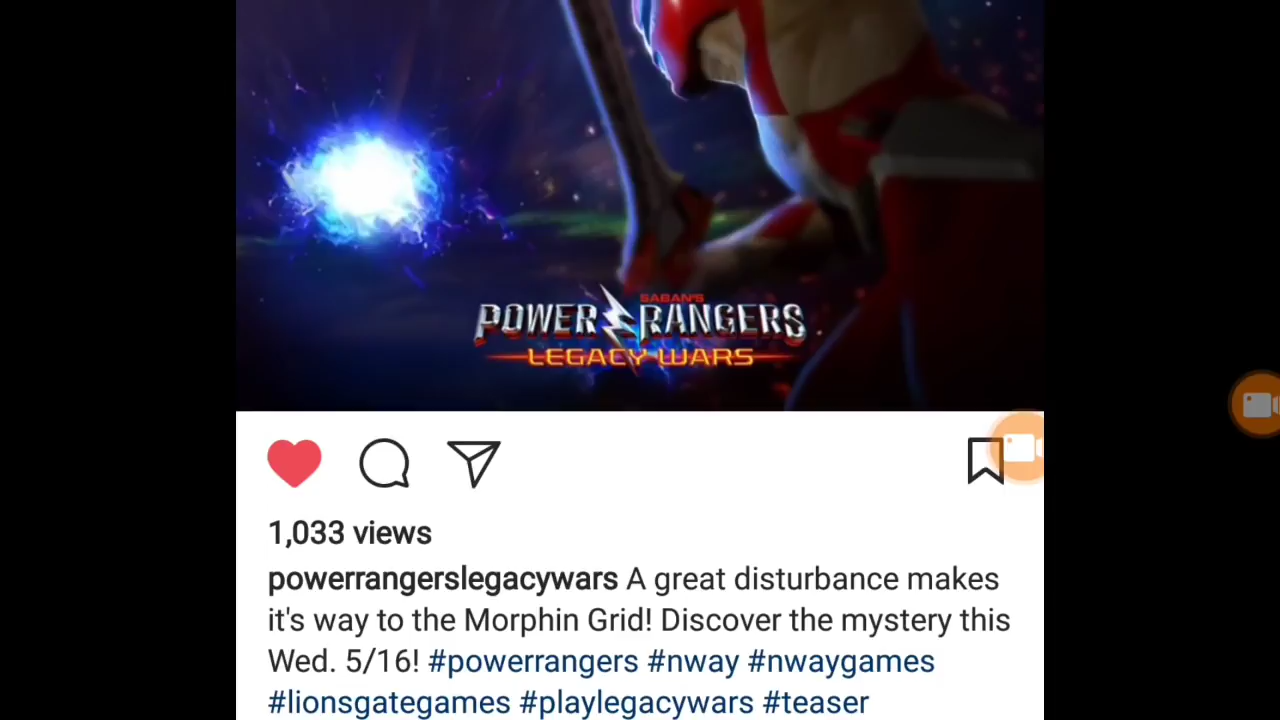 SABAN'S
POWER RANGERS
LEGACY WARS
1,033 views
powerrangerslegacywars A great disturbance makes
it's way to the Morphin Grid! Discover the mystery this
Wed. 5/16! #powerrangers #nway #nwaygames
#lionsgategames #playlegacywars #teaser